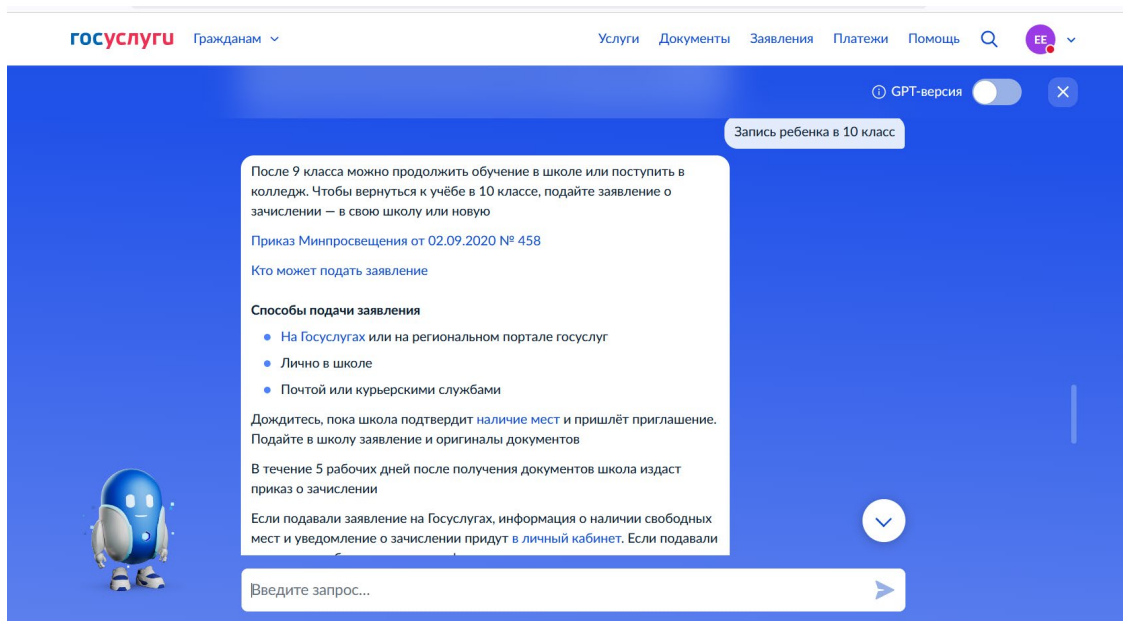 госуслуги Гражданам Услуги Документы Заявления Платежи Помощь EE
GPT-версия
Запись ребенка в 10 класс
После 9 класса можно продолжить обучение в школе или поступить в
колледж. Чтобы вернуться к учёбе в 10 классе, подайте заявление о
зачислении — в свою школу или новую
Приказ Минпросвещения от 02.09.2020 № 458
Кто может подать заявление
Способы подачи заявления
На Госуслугах или на региональном портале госуслуг
Лично в школе
Почтой или курьерскими службами
Дождитесь, пока школа подтвердит наличие мест и пришлёт приглашение.
Подайте в школу заявление и оригиналы документов
В течение 5 рабочих дней после получения документов школа издаст
приказ о зачислении
Если подавали заявление на Госуслугах, информация о наличии свободных
мест и уведомление о зачислении придут в личный кабинет. Если подавали
Введите запрос...